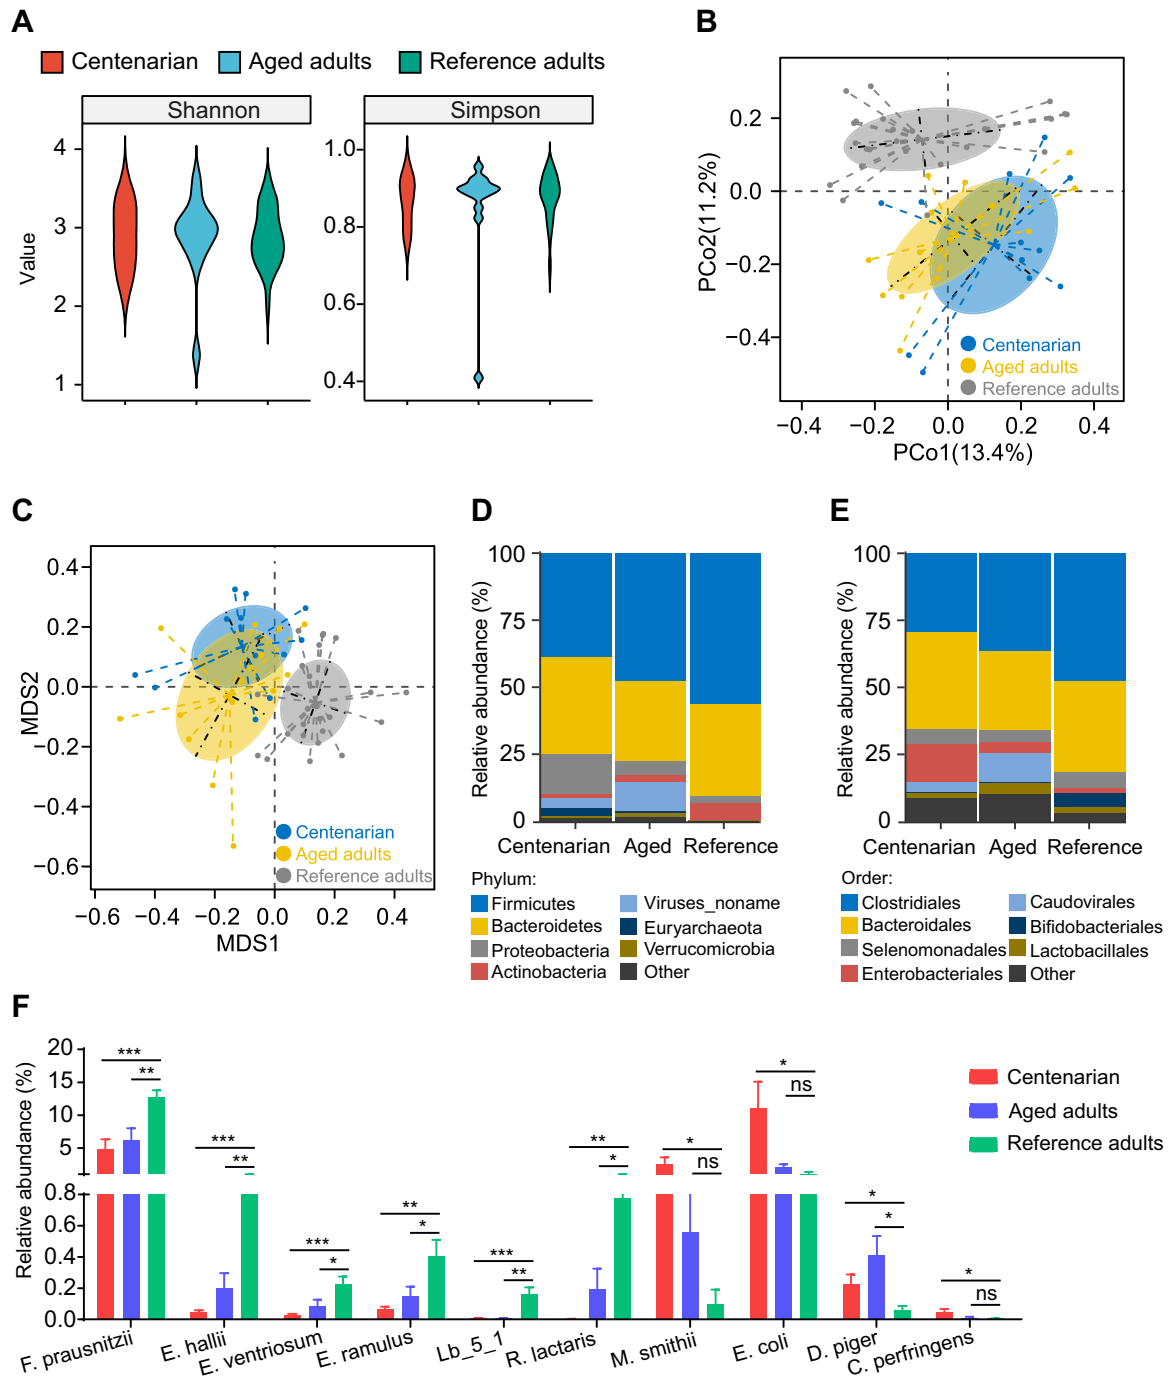 A
Centenarian
Aged adults
Reference adults
Shannon
Simpson
Value
4
3
2
1
1.0
0.8
0.6
0.4
B
PCo2(11.2%)
0.2
0.0
−0.2
−0.4
Centenarian
Aged adults
Reference adults
−0.4
−0.2
0.0
0.2
0.4
PCo1(13.4%)
C
MDS2
0.4
0.2
0.0
−0.2
−0.4
−0.6
Centenarian
Aged adults
Reference adults
−0.6
−0.4
−0.2
0.0
0.2
0.4
MDS1
D
Relative abundance (%)
100
75
50
25
0
Centenarian
Aged
Reference
Phylum:
Firmicutes
Bacteroidetes
Proteobacteria
Actinobacteria
Viruses_noname
Euryarchaeota
Verrucomicrobia
Other
E
Relative abundance (%)
100
75
50
25
0
Centenarian
Aged
Reference
Order:
Clostridiales
Bacteroidales
Selenomonadales
Enterobacteriales
Caudovirales
Bifidobacteriales
Lactobacillales
Other
F
Relative abundance (%)
20
15
10
5
0.8
0.6
0.4
0.2
0.0
***
**
***
**
***
*
**
*
***
**
**
*
*
ns
*
ns
*
*
*
ns
F. prausnitzii
E. hallii
E. ventriosum
E. ramulus
Lb_5_1
R. lactaris
M. smithii
E. coli
D. piger
C. perfringens
Centenarian
Aged adults
Reference adults